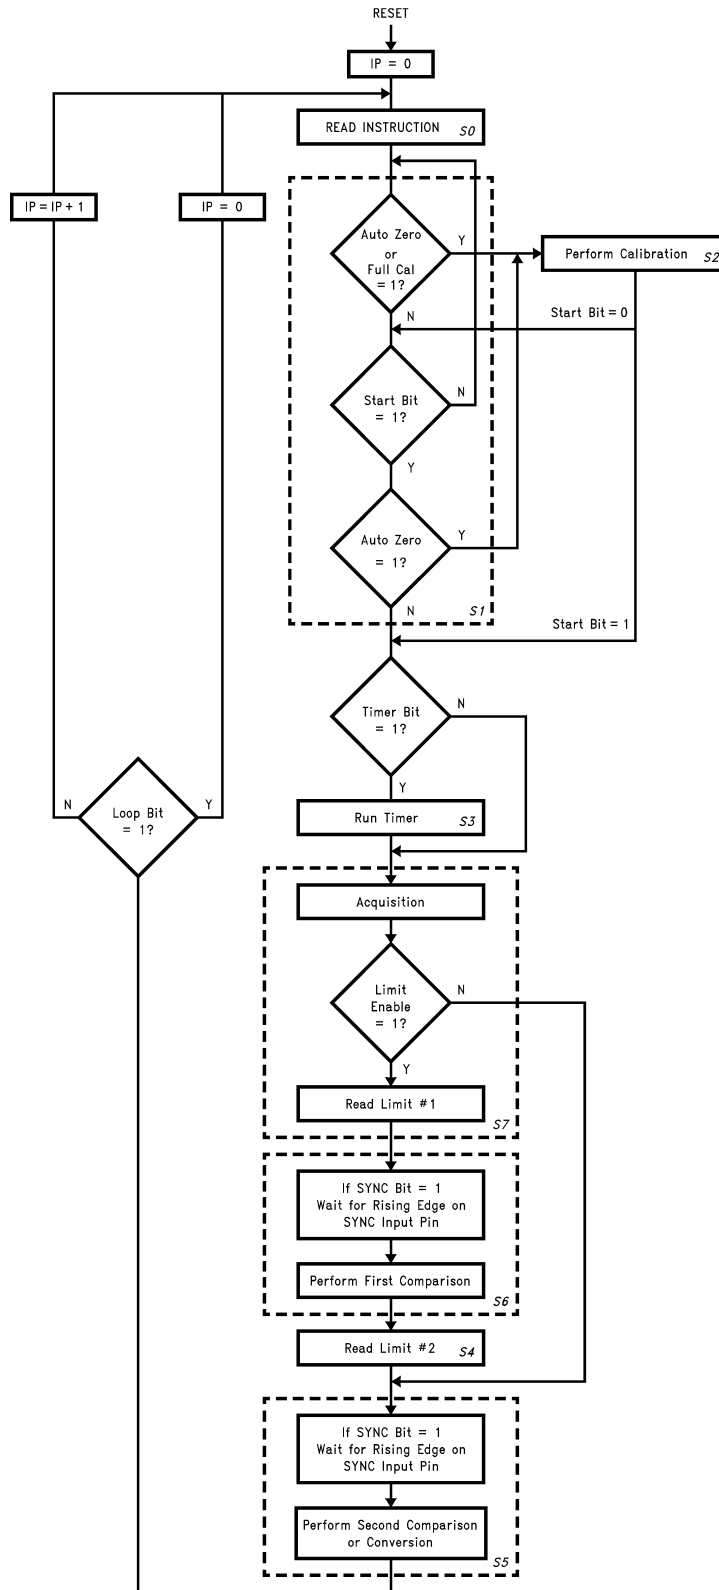 RESET
IP = 0
READ INSTRUCTION S0
IP = IP + 1
IP = 0
Auto Zero
or
Full Cal
= 1?
Y
N
Perform Calibration S2
Start Bit = 0
Start Bit
= 1?
N
Y
Auto Zero
= 1?
Y
N
S1
Start Bit = 1
Timer Bit
= 1?
N
Y
Loop Bit
= 1?
N
Y
Run Timer S3
Acquisition
Limit
Enable
= 1?
N
Y
Read Limit #1
S7
If SYNC Bit = 1
Wait for Rising Edge on
SYNC Input Pin
Perform First Comparison
S6
Read Limit #2 S4
If SYNC Bit = 1
Wait for Rising Edge on
SYNC Input Pin
Perform Second Comparison
or Conversion
S5